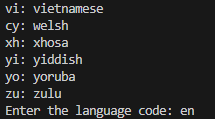 vi: vietnamese
cy: welsh
xh: xhosa
yi: yiddish
yo: yoruba
zu: zulu
Enter the language code: en